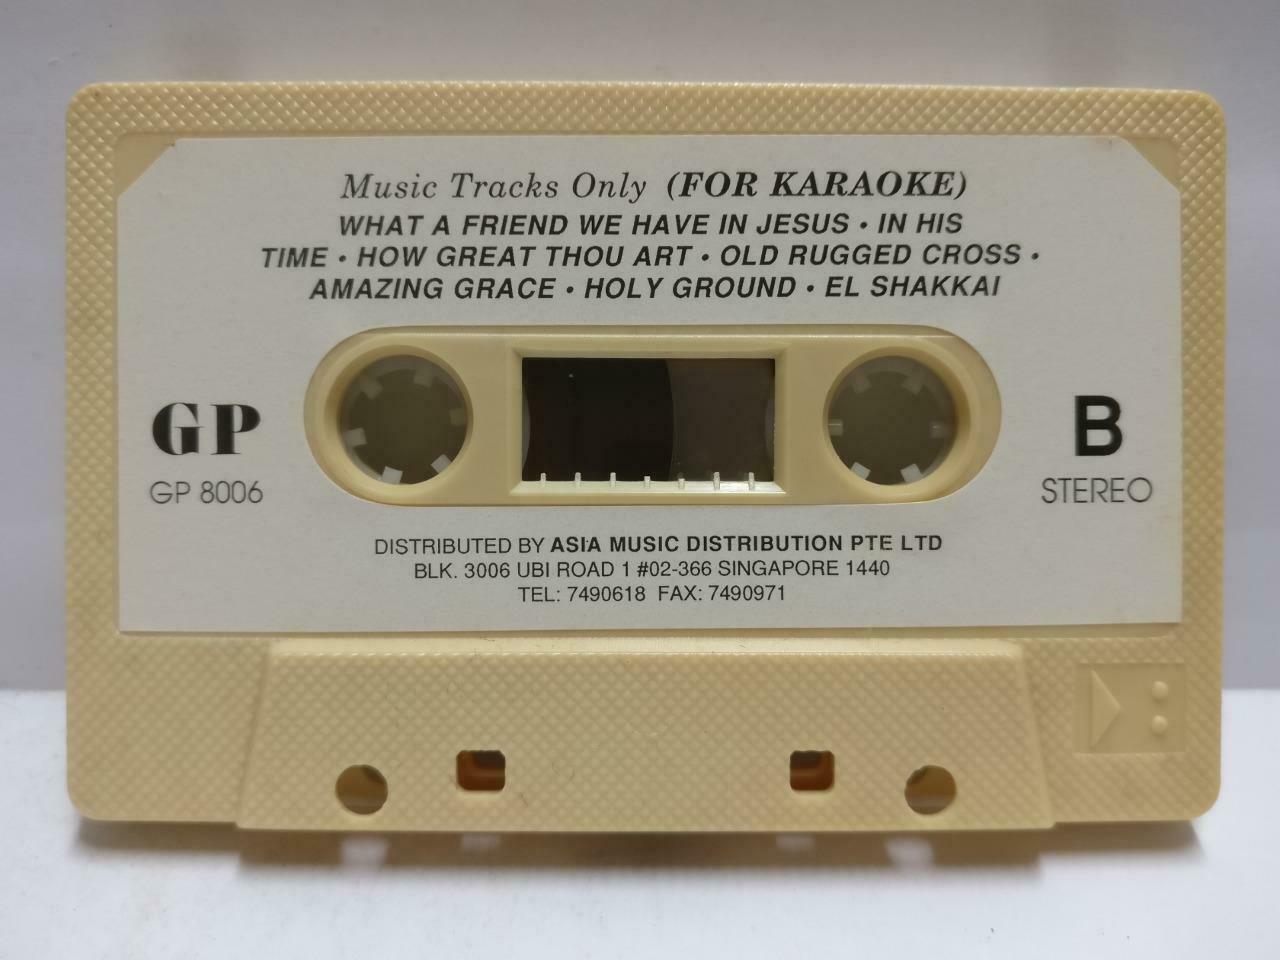 Music Tracks Only (FOR KARAOKE)
WHAT A FRIEND WE HAVE IN JESUS • IN HIS
TIME • HOW GREAT THOU ART • OLD RUGGED CROSS •
AMAZING GRACE • HOLY GROUND • EL SHAKKAI
GP
GP 8006
B
STEREO
DISTRIBUTED BY ASIA MUSIC DISTRIBUTION PTE LTD
BLK. 3006 UBI ROAD 1 #02-366 SINGAPORE 1440
TEL: 7490618 FAX: 7490971